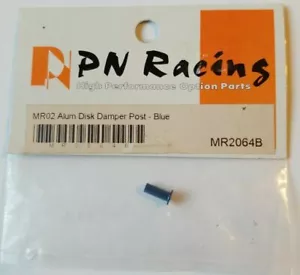 PN Racing
High Performance Option Parts
MR02 Alum Disk Damper Post - Blue
MR2064B